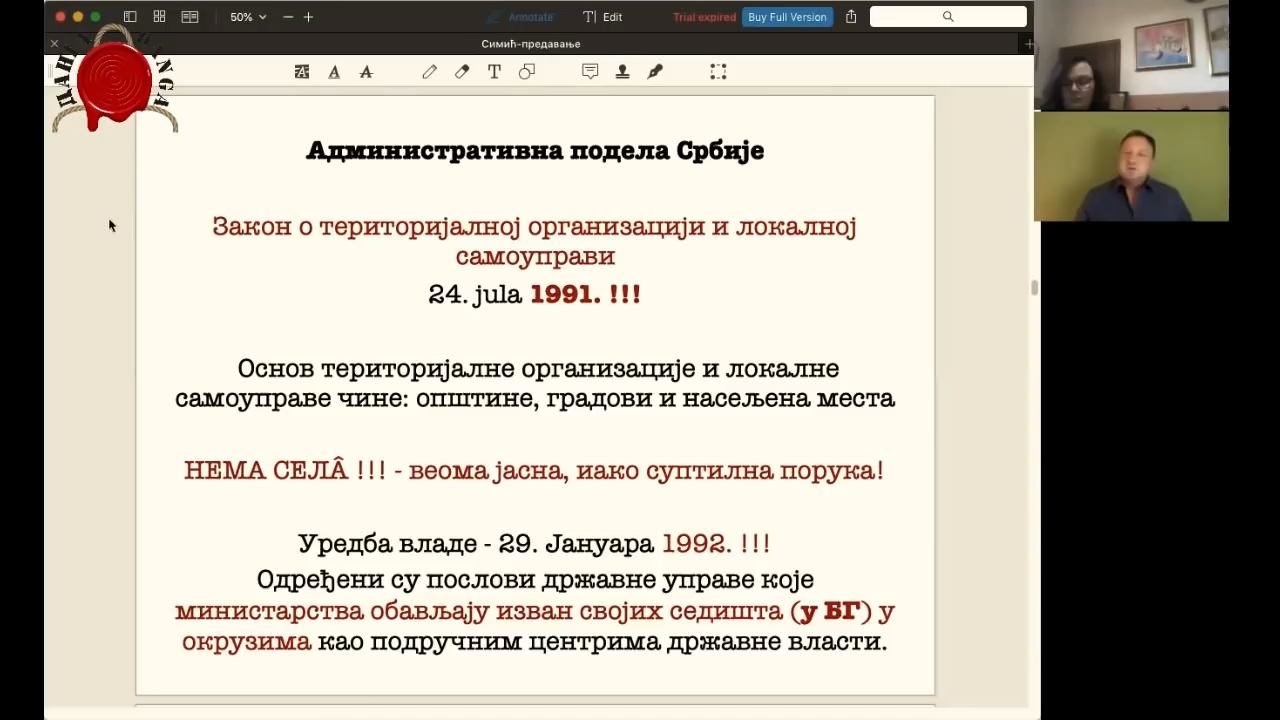 50%
Annotate
Edit
Trial expired
Buy Full Version
Симић-предавање
Административна подела Србије
Закон о територијалној организацији и локалној
самоуправи
24. jula 1991. !!!
Основ територијалне организације и локалне
самоуправе чине: општине, градови и насељена места
НЕМА СЕЛÂ !!! - веома јасна, иако суптилна порука!
Уредба владе - 29. Јануара 1992. !!!
Одређени су послови државне управе које
министарства обављају изван својих седишта (у БГ) у
окрузима као подручним центрима државне власти.